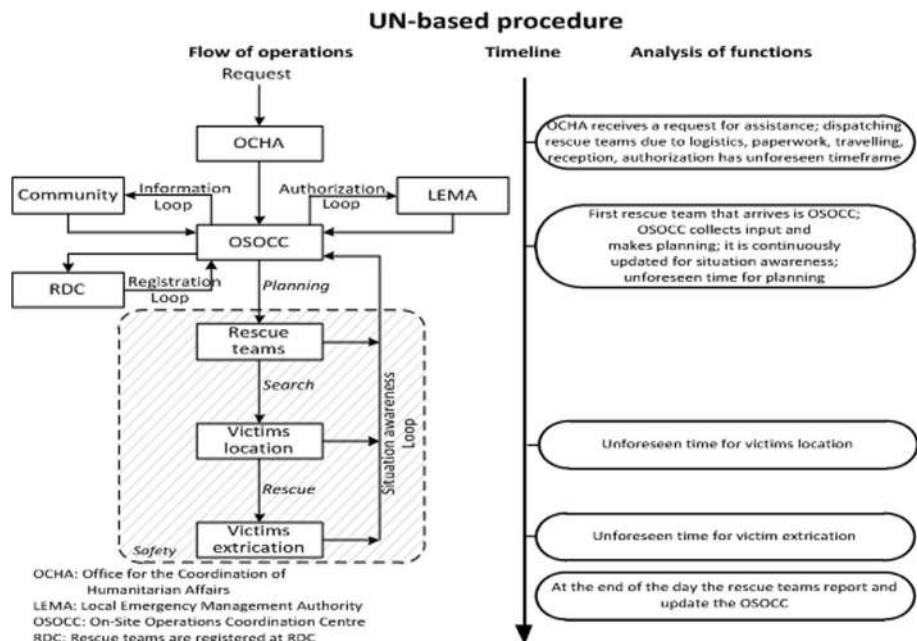 UN-based procedure
Flow of operations
Timeline
Analysis of functions
Request
OCHA
Community
Information
Loop
Authorization
Loop
LEMA
OSOCC
RDC
Registration
Loop
Planning
Rescue
teams
Search
Victims
location
Rescue
Victims
extrication
Situation awareness
Loop
Safety
OCHA: Office for the Coordination of
Humanitarian Affairs
LEMA: Local Emergency Management Authority
OSOCC: On-Site Operations Coordination Centre
RDC: Rescue teams are registered at RDC
OCHA receives a request for assistance; dispatching
rescue teams due to logistics, paperwork, travelling,
reception, authorization has unforeseen timeframe
First rescue team that arrives is OSOCC;
OSOCC collects input and
makes planning; it is continuously
updated for situation awareness;
unforeseen time for planning
Unforeseen time for victims location
Unforeseen time for victim extrication
At the end of the day the rescue teams report and
update the OSOCC